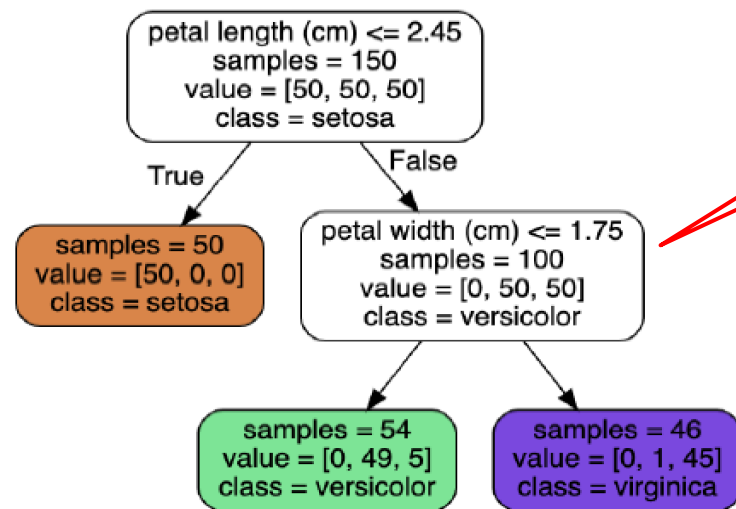 petal length (cm) <= 2.45
samples = 150
value = [50, 50, 50]
class = setosa
True
False
samples = 50
value = [50, 0, 0]
class = setosa
petal width (cm) <= 1.75
samples = 100
value = [0, 50, 50]
class = versicolor
samples = 54
value = [0, 49, 5]
class = versicolor
samples = 46
value = [0, 1, 45]
class = virginica